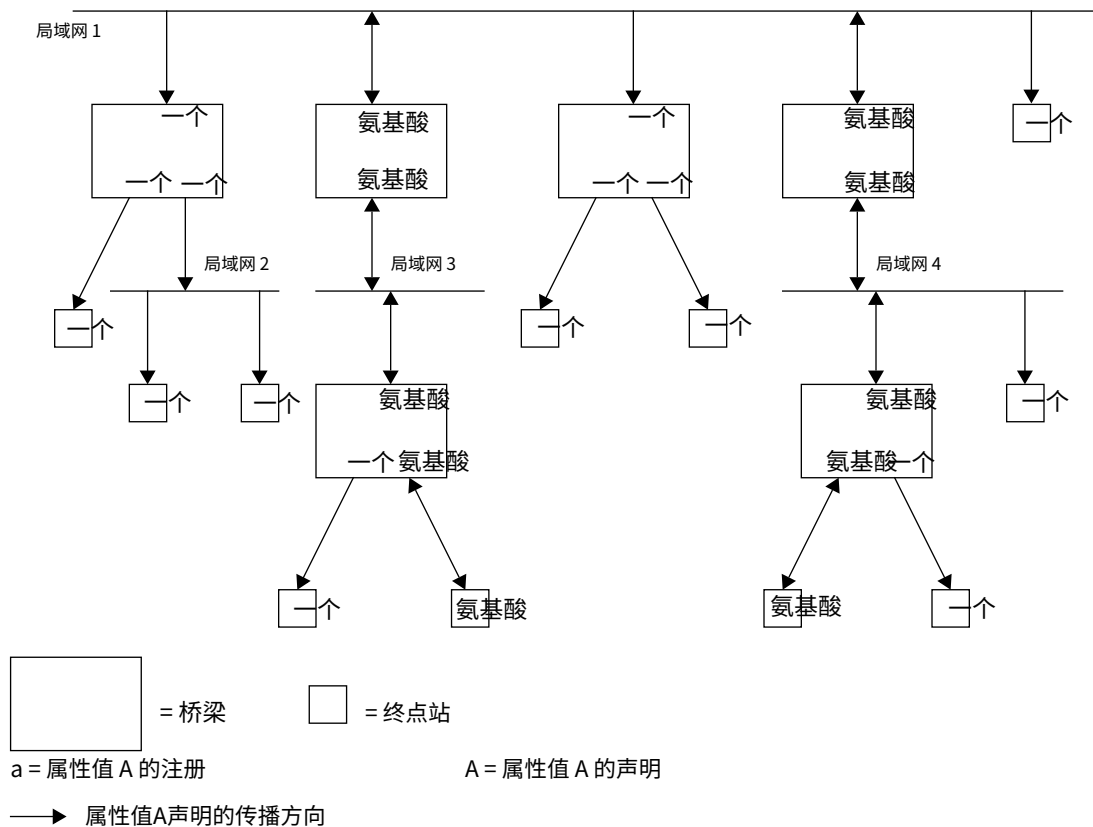 局域网 1
一个 氨基酸 一个 氨基酸 一个
一个 一个 氨基酸 一个 一个 氨基酸
局域网 2 局域网 3 局域网 4
一个 一个 一个
一个 一个 氨基酸 氨基酸 一个
一个 氨基酸 氨基酸 一个
一个 氨基酸 氨基酸 一个
= 桥梁 = 终点站
a = 属性值 A 的注册 A = 属性值 A 的声明
属性值A声明的传播方向